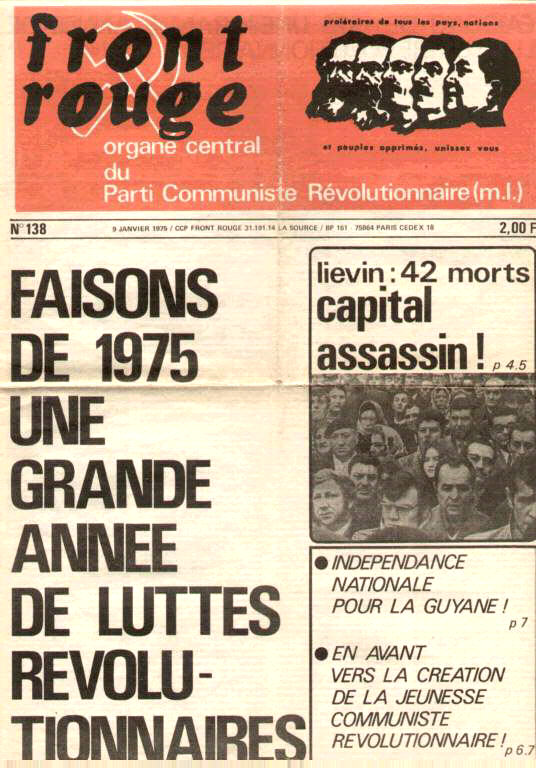 front
rouge
prolétaires de tous les pays, nations
et peuples opprimés, unissez vous
organe central
du
Parti Communiste Révolutionnaire (m.l.)
N° 138
9 JANVIER 1975 / CCP FRONT ROUGE 31.191.14 LA SOURCE / BP 161 - 75864 PARIS CEDEX 18
2,00 F
FAISONS
DE 1975
UNE
GRANDE
ANNEE
DE LUTTES
REVOLU-
TIONNAIRES
lievin : 42 morts
capital
assassin !
p 4.5
● INDEPENDANCE
NATIONALE
POUR LA GUYANE !
p 7
● EN AVANT
VERS LA CREATION
DE LA JEUNESSE
COMMUNISTE
REVOLUTIONNAIRE !
p 6.7